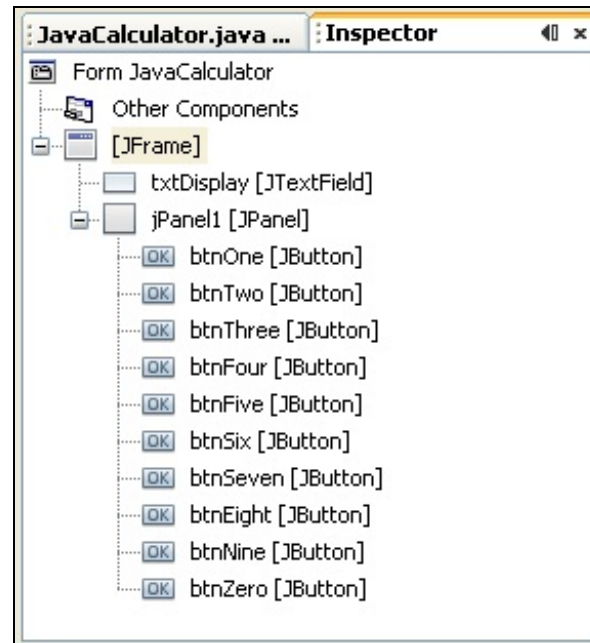 JavaCalculator.java ... Inspector
Form JavaCalculator
Other Components
[JFrame]
txtDisplay [JTextField]
jPanel1 [JPanel]
OK btnOne [JButton]
OK btnTwo [JButton]
OK btnThree [JButton]
OK btnFour [JButton]
OK btnFive [JButton]
OK btnSix [JButton]
OK btnSeven [JButton]
OK btnEight [JButton]
OK btnNine [JButton]
OK btnZero [JButton]